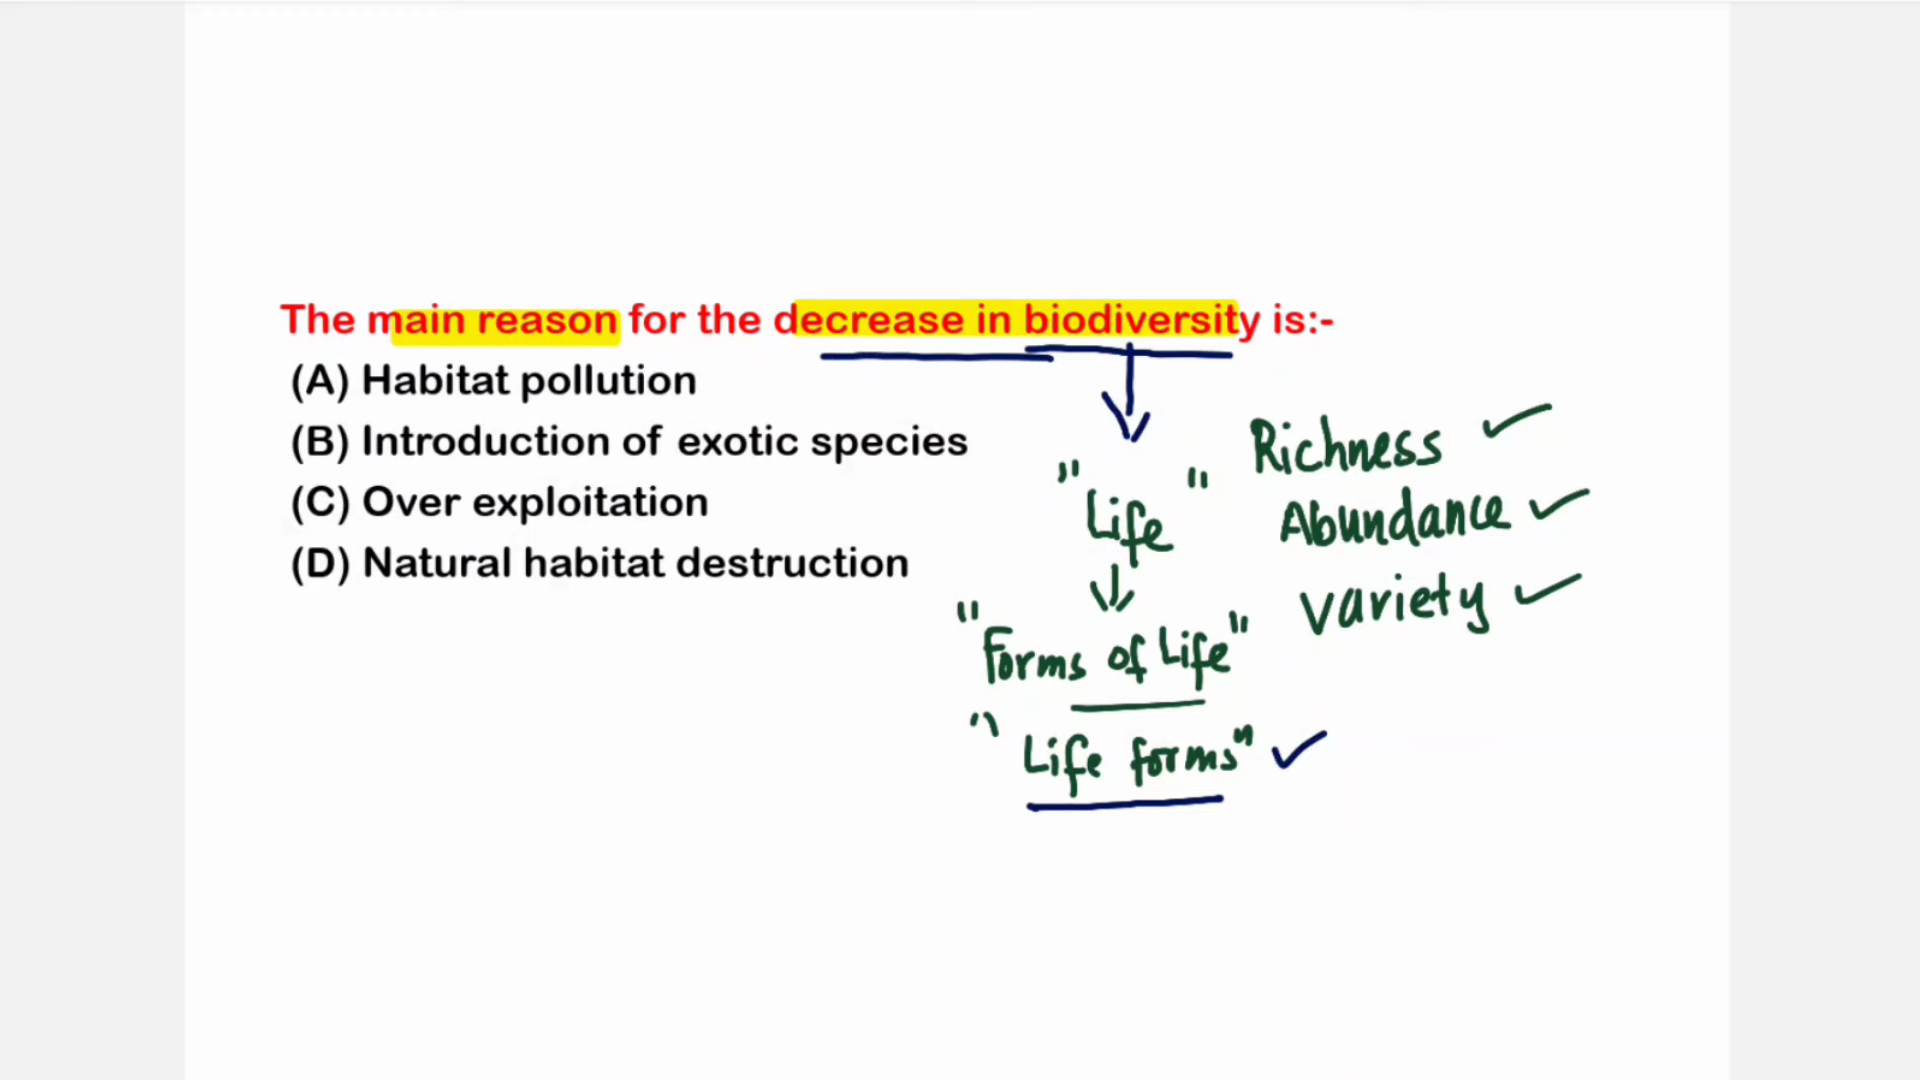 The main reason for the decrease in biodiversity is:-
(A) Habitat pollution
(B) Introduction of exotic species
(C) Over exploitation
(D) Natural habitat destruction
"Life"
Richness
Abundance
Variety
"Forms of Life"
"Life forms"